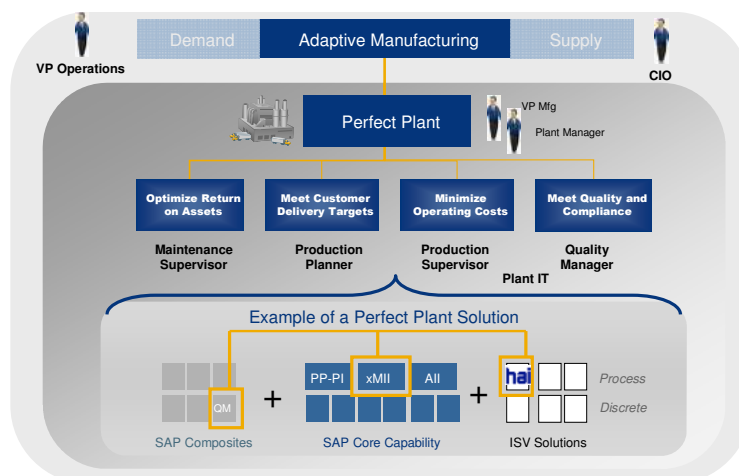 Demand
Adaptive Manufacturing
Supply
VP Operations
CIO
Perfect Plant
VP Mfg
Plant Manager
Optimize Return
on Assets
Meet Customer
Delivery Targets
Minimize
Operating Costs
Meet Quality and
Compliance
Maintenance
Supervisor
Production
Planner
Production
Supervisor
Quality
Manager
Plant IT
Example of a Perfect Plant Solution
PP-PI
xMII
AII
hai
Process
QM
+
+
Discrete
SAP Composites
SAP Core Capability
ISV Solutions